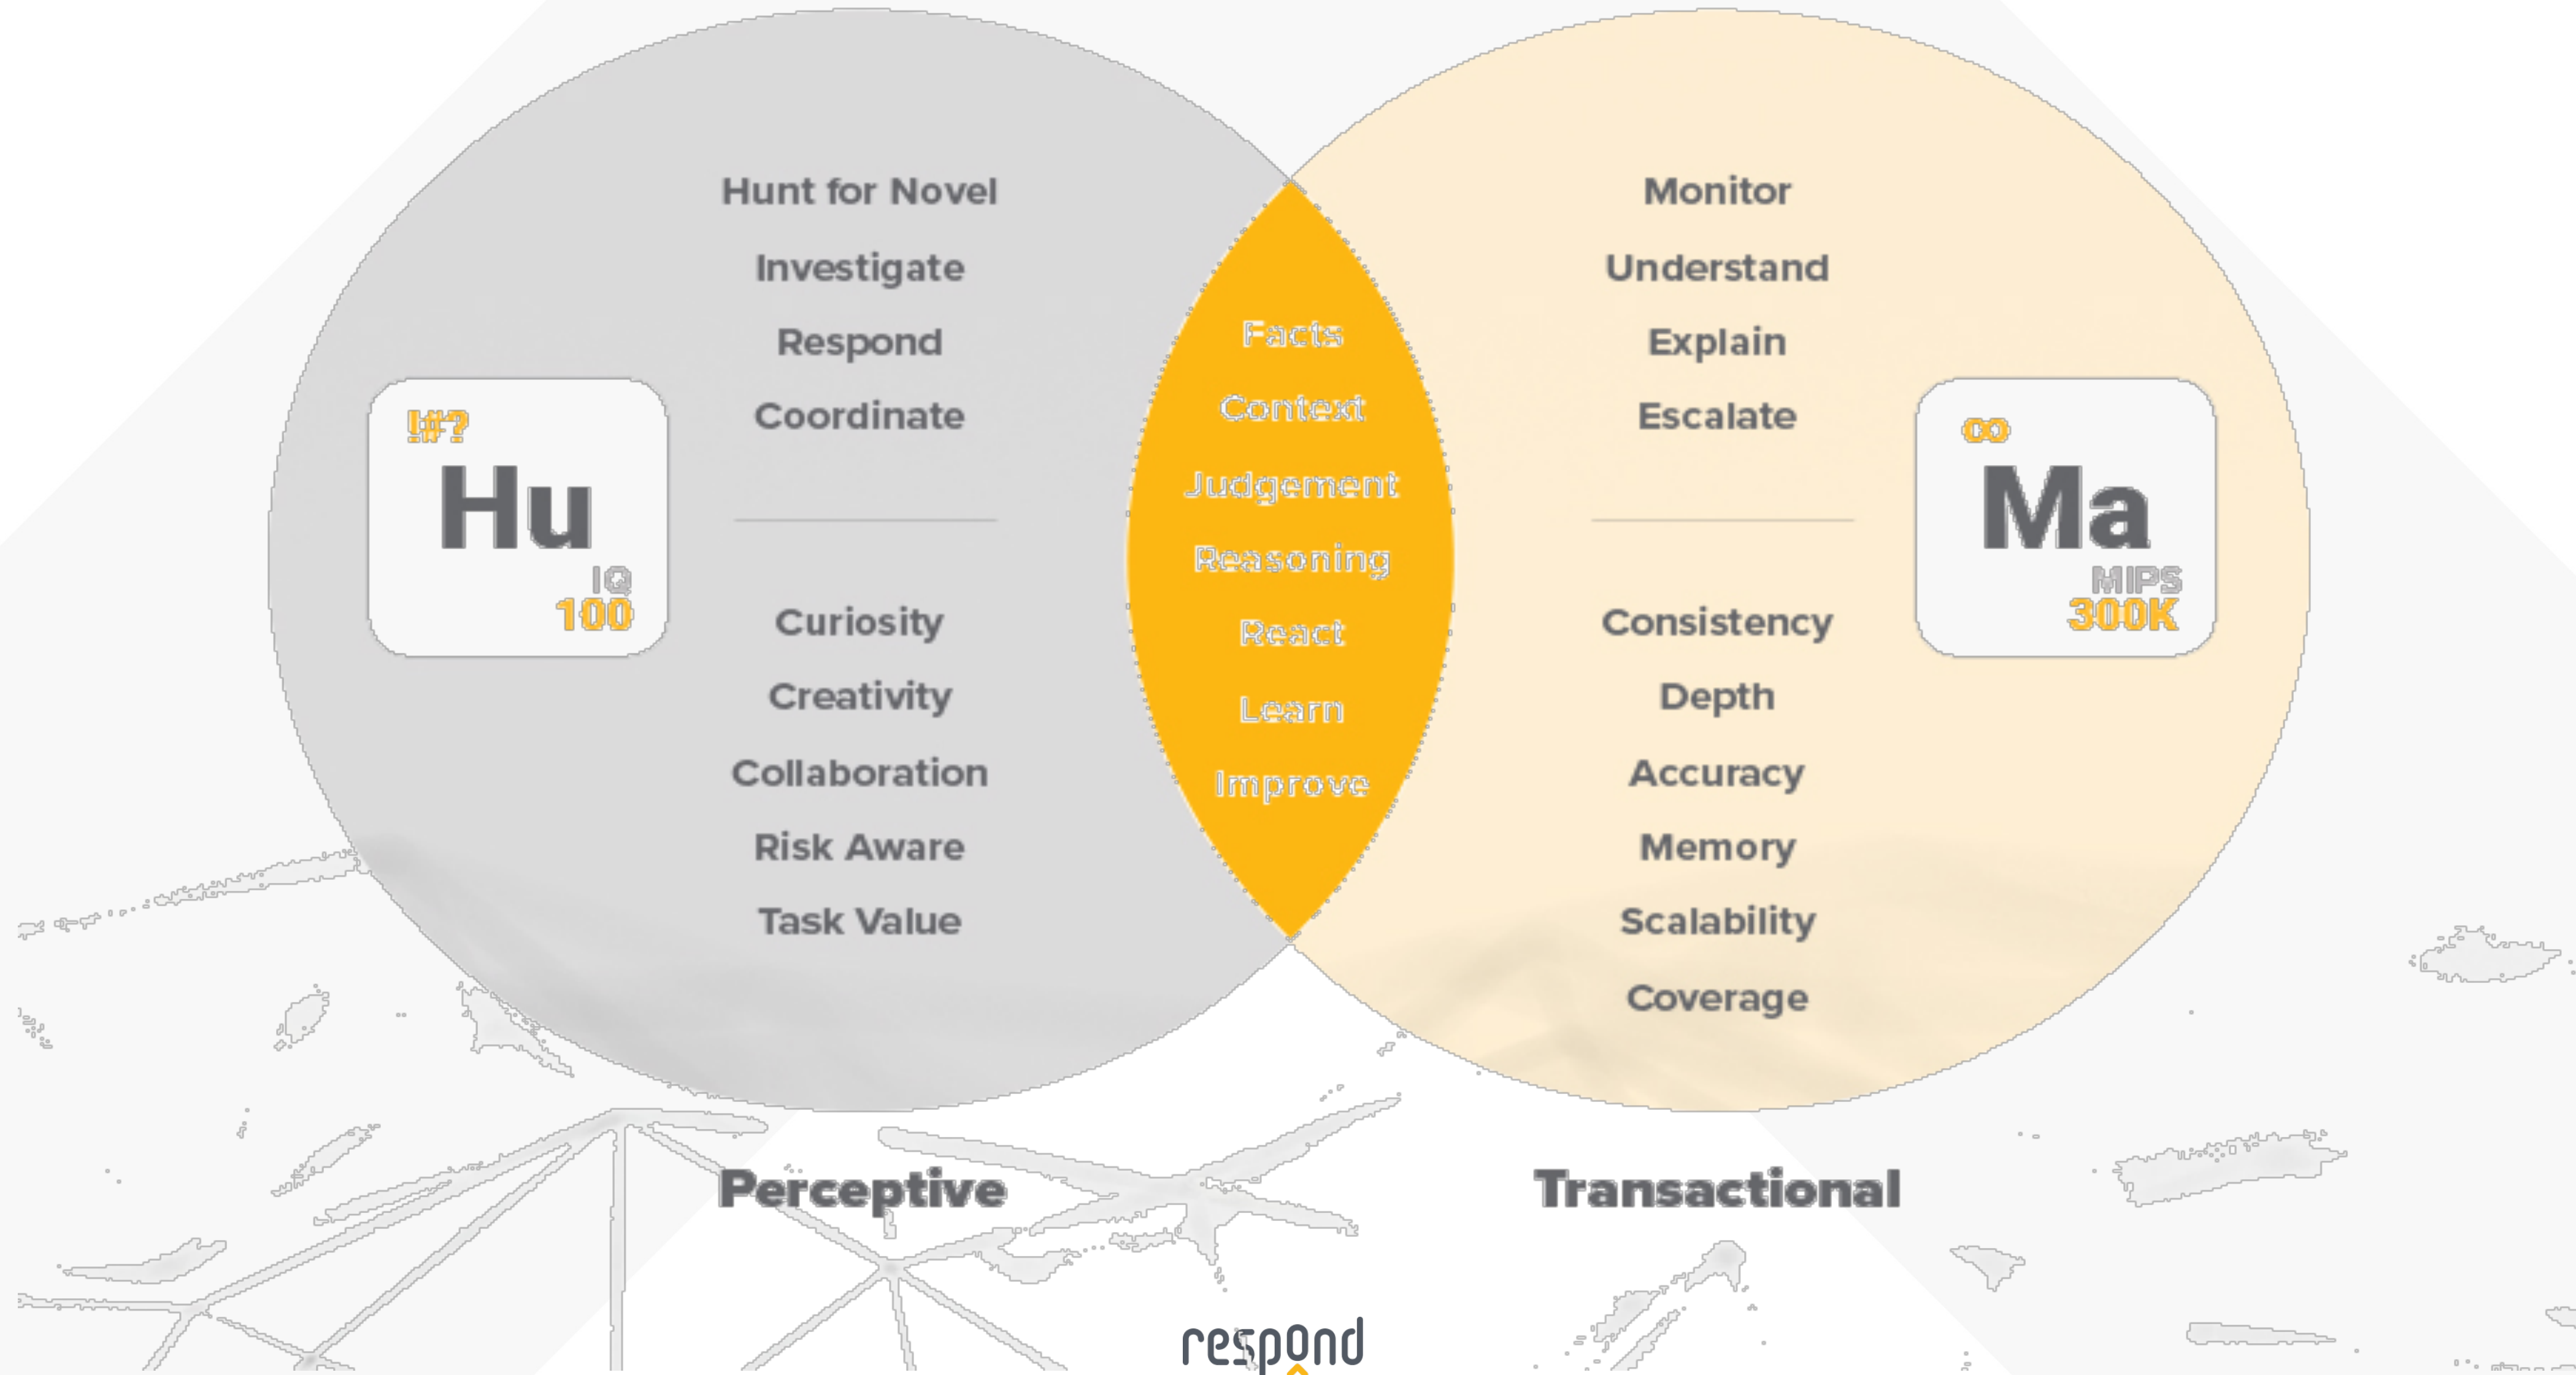 Hunt for Novel
Investigate
Respond
Coordinate
!#?
Hu
IQ
100
Curiosity
Creativity
Collaboration
Risk Aware
Task Value
Facts
Context
Judgement
Reasoning
React
Learn
Improve
Monitor
Understand
Explain
Escalate
∞
Ma
MIPS
300K
Consistency
Depth
Accuracy
Memory
Scalability
Coverage
Perceptive
Transactional
respond